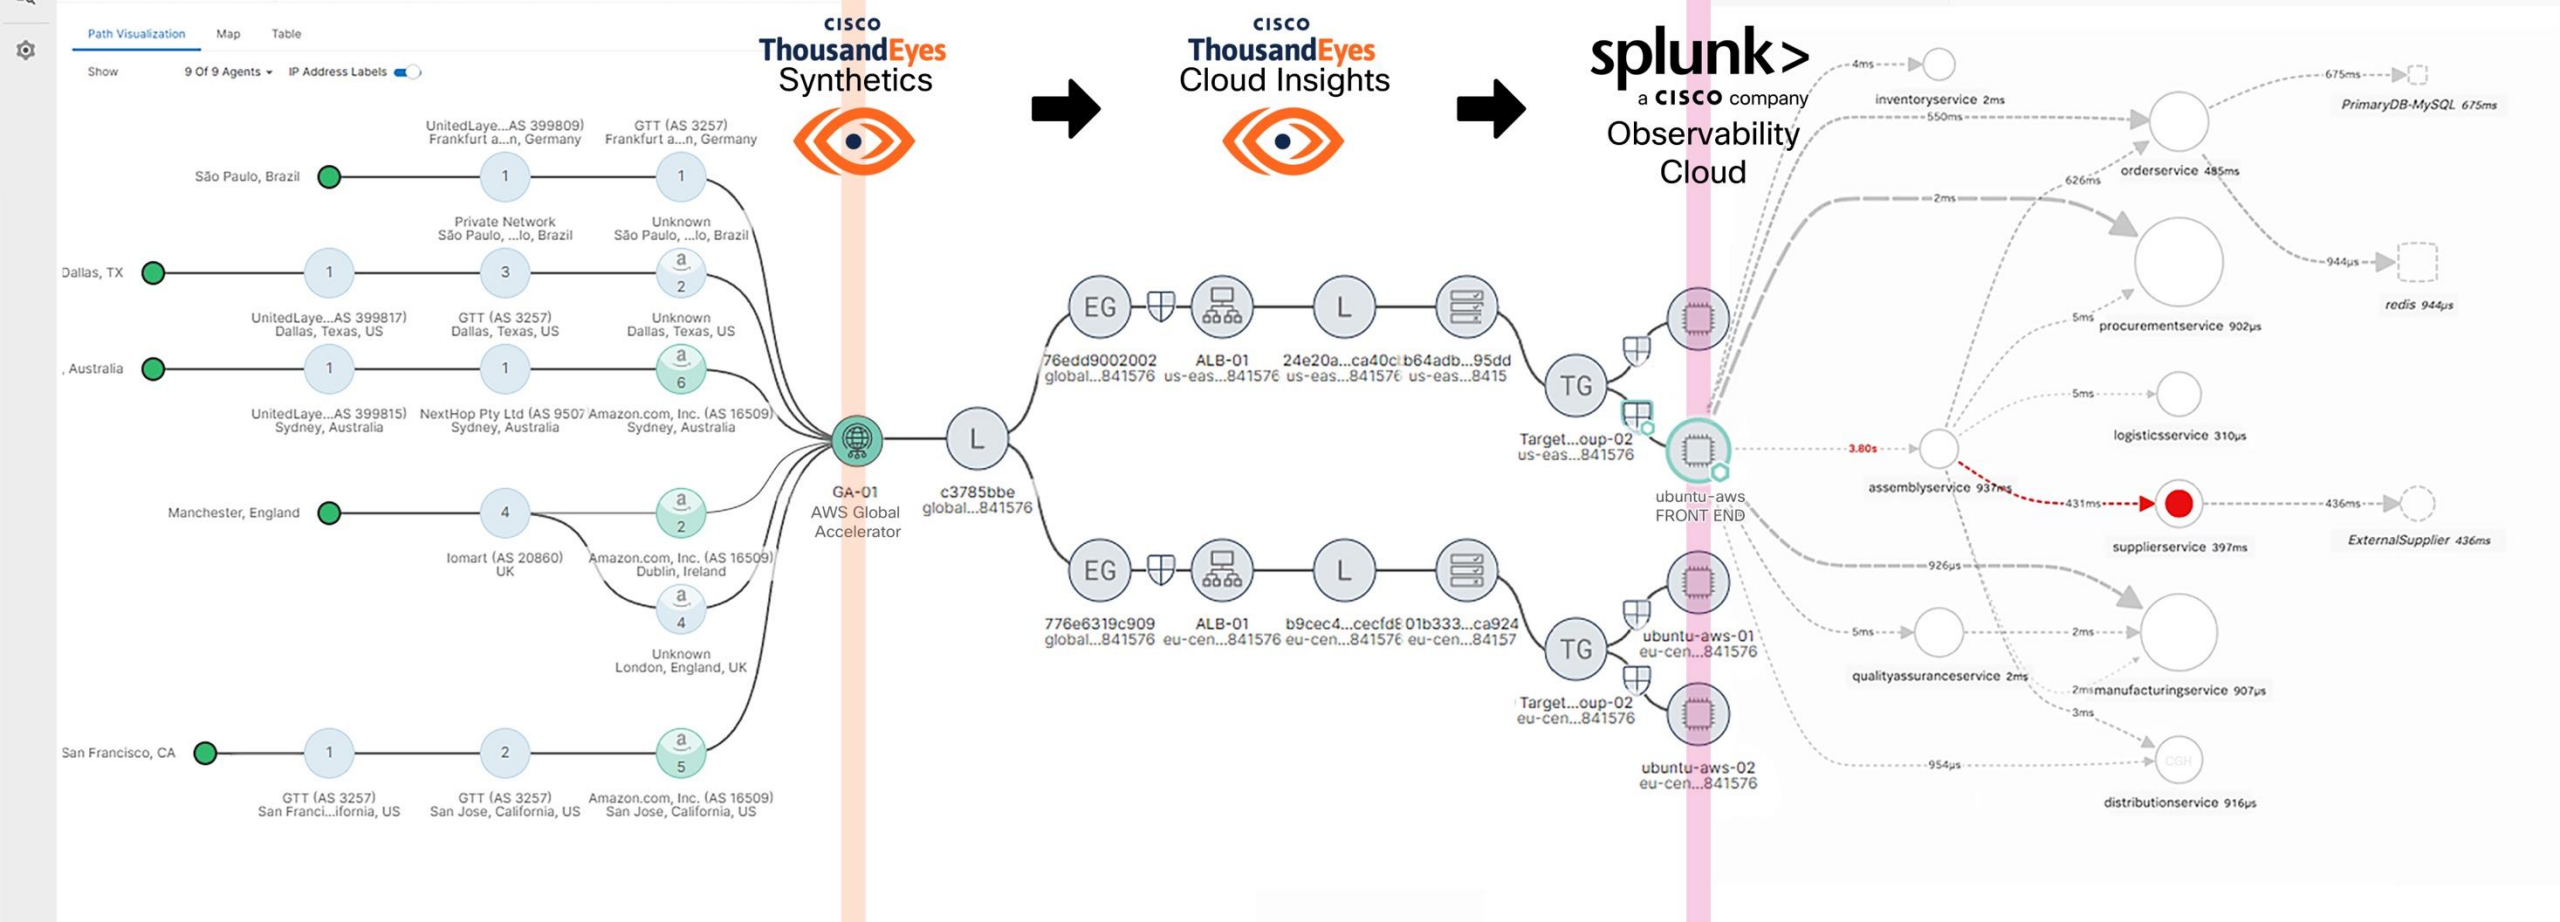 Path Visualization
Map
Table
Show
9 Of 9 Agents
IP Address Labels
CISCO
ThousandEyes
Synthetics
CISCO
ThousandEyes
Cloud Insights
splunk>
a CISCO company
Observability
Cloud
São Paulo, Brazil
UnitedLaye...AS 399809)
Frankfurt a...n, Germany
1
GTT (AS 3257)
Frankfurt a...n, Germany
1
Dallas, TX
1
Private Network
São Paulo, ...lo, Brazil
3
Unknown
São Paulo, ...lo, Brazil
a
2
, Australia
UnitedLaye...AS 399817)
Dallas, Texas, US
1
GTT (AS 3257)
Dallas, Texas, US
1
Unknown
Dallas, Texas, US
a
6
UnitedLaye...AS 399815)
Sydney, Australia
NextHop Pty Ltd (AS 9507
Sydney, Australia
Amazon.com, Inc. (AS 16509)
Sydney, Australia
Manchester, England
4
a
2
Iomart (AS 20860)
UK
Amazon.com, Inc. (AS 16509)
Dublin, Ireland
a
4
Unknown
London, England, UK
San Francisco, CA
1
2
a
5
GTT (AS 3257)
San Franci...ifornia, US
GTT (AS 3257)
San Jose, California, US
Amazon.com, Inc. (AS 16509)
San Jose, California, US
GA-01
AWS Global
Accelerator
L
c3785bbe
global...841576
EG
76edd9002002
global...841576
ALB-01
us-eas...841576
L
24e20a...ca40c
us-eas...841576
b64adb...95dd
us-eas...8415
TG
Target...oup-02
us-eas...841576
ubuntu-aws
FRONT END
EG
776e6319c909
global...841576
ALB-01
eu-cen...841576
L
b9cec4...cecfd8
eu-cen...841576
01b333...ca924
eu-cen...84157
TG
Target...oup-02
eu-cen...841576
ubuntu-aws-01
eu-cen...841576
ubuntu-aws-02
eu-cen...841576
4ms
inventoryservice 2ms
550ms
675ms
PrimaryDB-MySQL 675ms
626ms
orderservice 485ms
2ms
944µs
redis 944µs
5ms
procurementservice 902µs
5ms
logisticsservice 310µs
3.80s
assemblyservice 937ms
431ms
supplierservice 397ms
436ms
ExternalSupplier 436ms
926µs
5ms
qualityassuranceservice 2ms
2ms
2ms
manufacturingservice 907µs
3ms
954µs
CGH
distributionservice 916µs